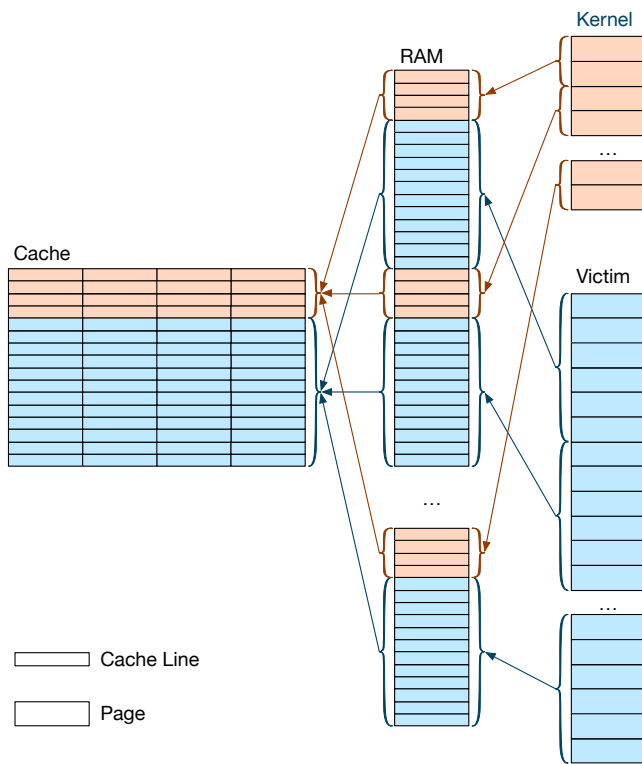 Kernel
RAM
...
Cache
Victim
...
...
Cache Line
Page